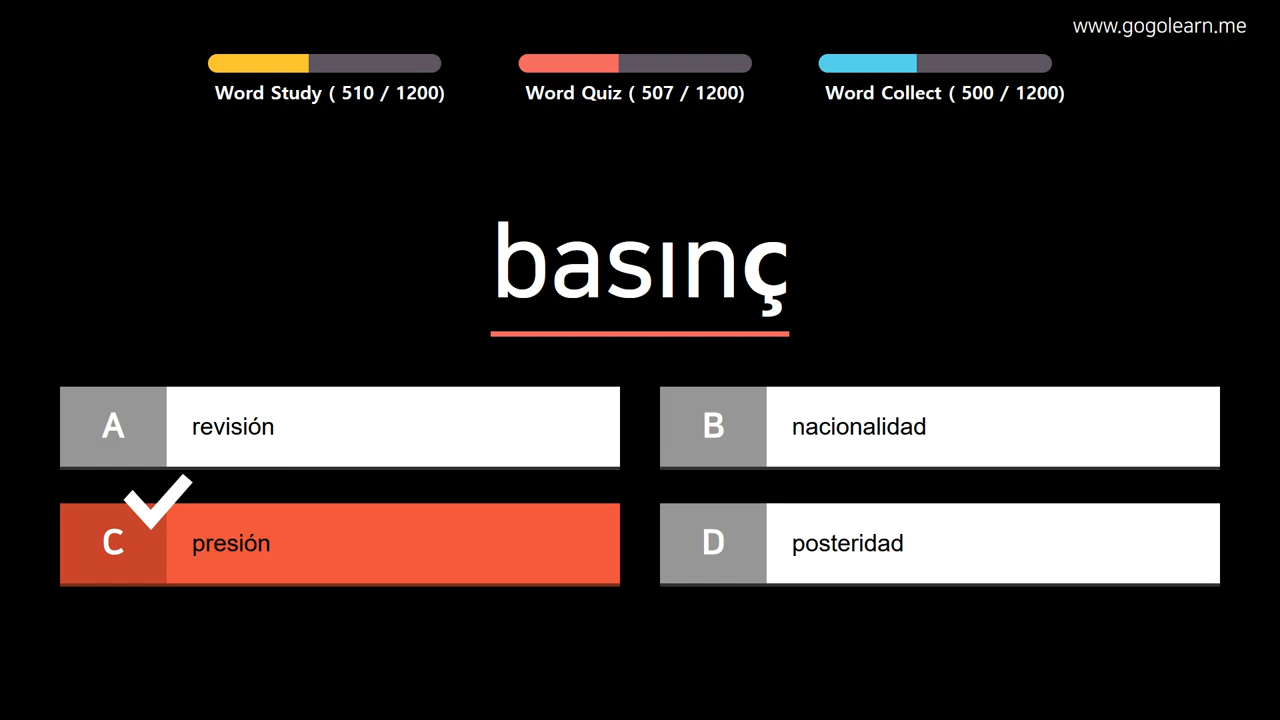 www.gogolearn.me
Word Study ( 510 / 1200)
Word Quiz ( 507 / 1200)
Word Collect ( 500 / 1200)
basınç
A revisión
B nacionalidad
C presión
D posteridad